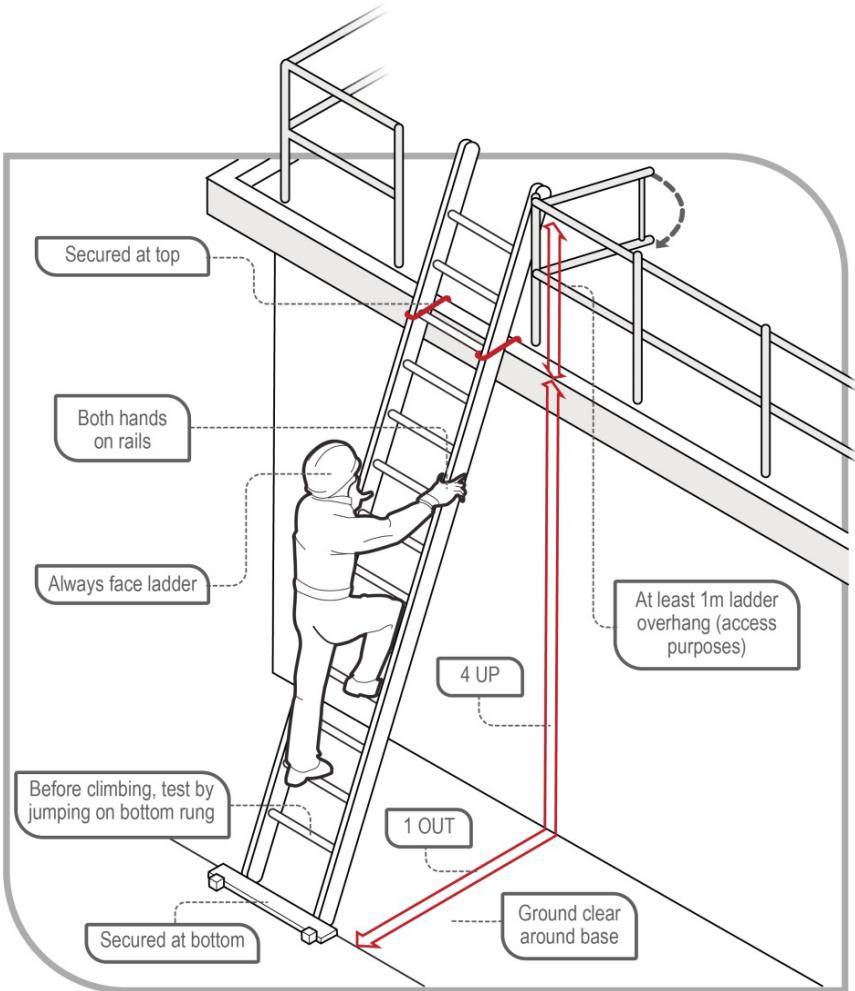 Secured at top
Both hands
on rails
Always face ladder
At least 1m ladder
overhang (access
purposes)
4 UP
Before climbing, test by
jumping on bottom rung
1 OUT
Ground clear
around base
Secured at bottom